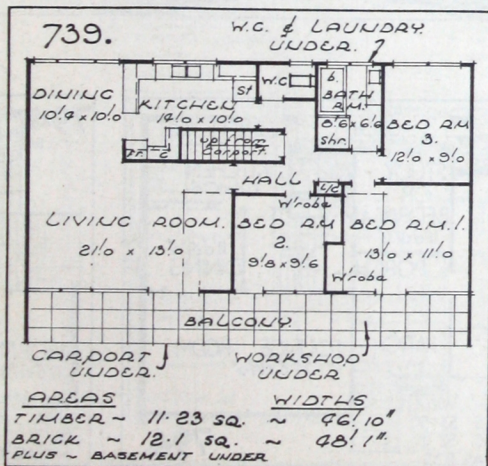 739.
W.C. & LAUNDRY
UNDER.
DINING
10'4 x 10'0
KITCHEN
14'0 x 10'0
St
W.C
b.
BATH
RM.
8'6 x 6'6
Shr.
BED RM
3.
12'0 x 9'0
up from
carport.
HALL
L/C
W'robe
LIVING ROOM.
21'0 x 13'0
BED RM
2.
9'8 x 9'6
BED RM.1.
13'0 x 11'0
W'robe
BALCONY.
CARPORT
UNDER.
WORKSHOP
UNDER
AREAS WIDTHS
TIMBER ~ 11·23 SQ. ~ 46' 10"
BRICK ~ 12·1 SQ. ~ 48' 1".
PLUS ~ BASEMENT UNDER